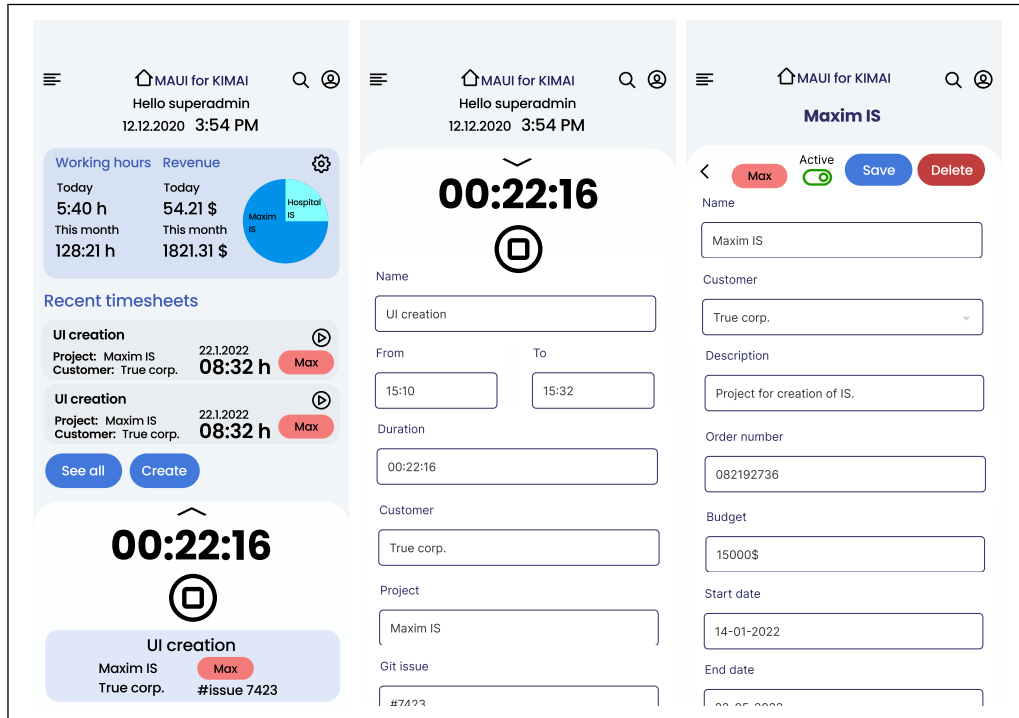 MAUI for KIMAI
Hello superadmin
12.12.2020 3:54 PM
Working hours Revenue
Today Today
5:40 h 54.21 $
This month This month
128:21 h 1821.31 $
Maxim IS
Hospital IS
Recent timesheets
UI creation
Project: Maxim IS
Customer: True corp.
22.1.2022
08:32 h
Max
UI creation
Project: Maxim IS
Customer: True corp.
22.1.2022
08:32 h
Max
See all Create
00:22:16
UI creation
Maxim IS Max
True corp. #issue 7423
MAUI for KIMAI
Hello superadmin
12.12.2020 3:54 PM
00:22:16
Name
UI creation
From To
15:10 15:32
Duration
00:22:16
Customer
True corp.
Project
Maxim IS
Git issue
#7423
MAUI for KIMAI
Maxim IS
Max Active Save Delete
Name
Maxim IS
Customer
True corp.
Description
Project for creation of IS.
Order number
082192736
Budget
15000$
Start date
14-01-2022
End date